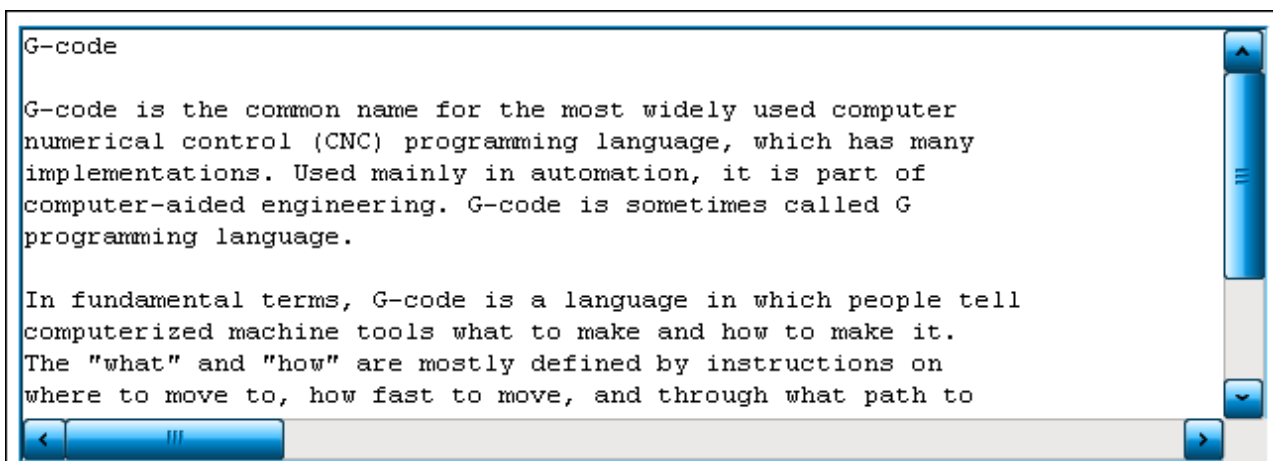 G-code

G-code is the common name for the most widely used computer
numerical control (CNC) programming language, which has many
implementations. Used mainly in automation, it is part of
computer-aided engineering. G-code is sometimes called G
programming language.

In fundamental terms, G-code is a language in which people tell
computerized machine tools what to make and how to make it.
The "what" and "how" are mostly defined by instructions on
where to move to, how fast to move, and through what path to